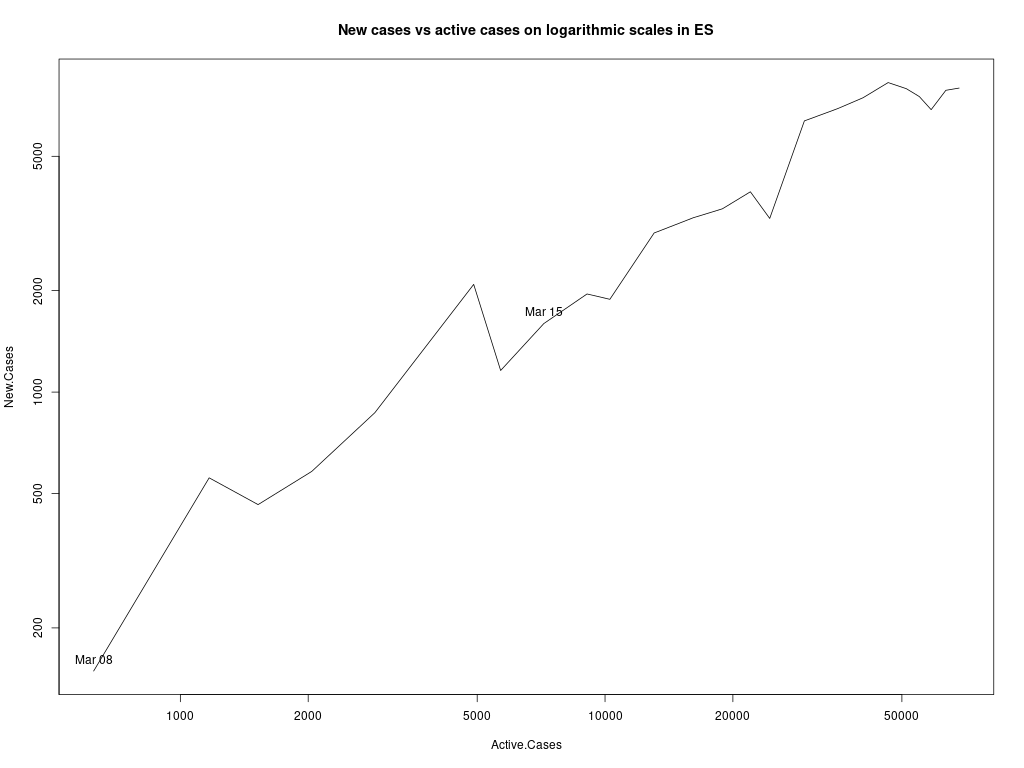 New cases vs active cases on logarithmic scales in ES
5000
2000
1000
500
200
New.Cases
Mar 15
Mar 08
1000 2000 5000 10000 20000 50000
Active.Cases